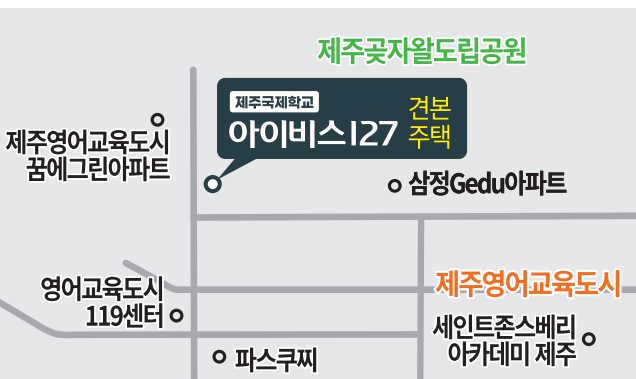 제주곶자왈도립공원
제주국제학교
아이비스127
견본
주택
제주영어교육도시
꿈에그린아파트
삼정Gedu아파트
영어교육도시
119센터
제주영어교육도시
세인트존스베리
아카데미 제주
파스쿠찌